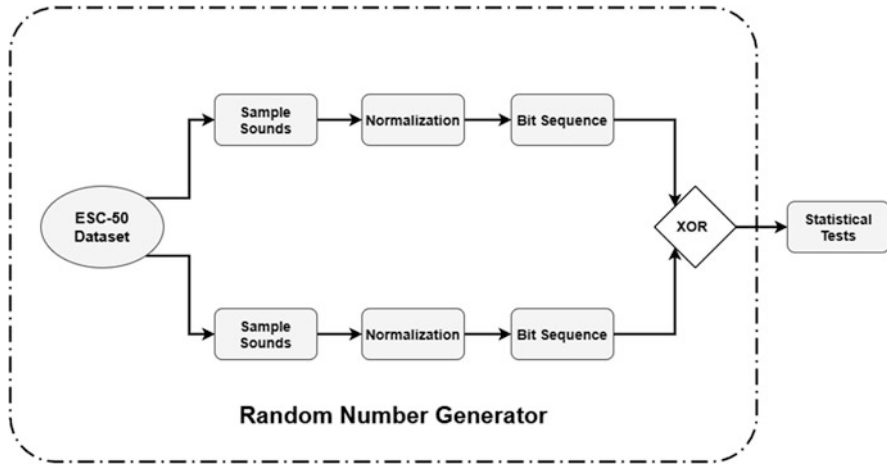 Sample
Sounds
Normalization
Bit Sequence
ESC-50
Dataset
XOR
Statistical
Tests
Sample
Sounds
Normalization
Bit Sequence
Random Number Generator